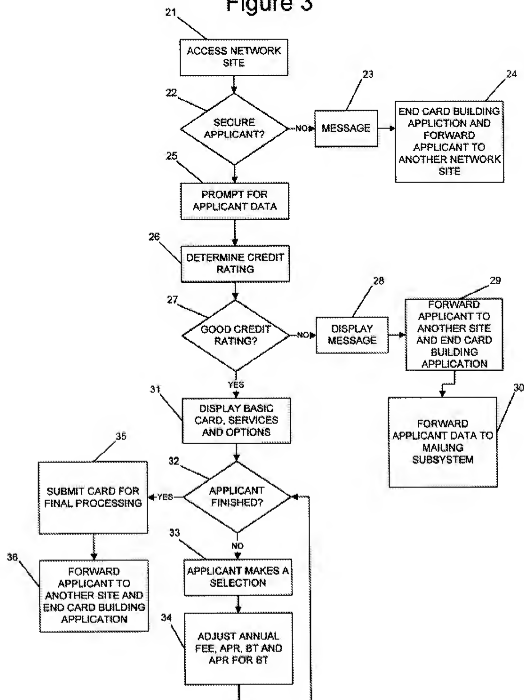 Figure 3
21
ACCESS NETWORK
SITE
22
SECURE
APPLICANT?
NO
23
MESSAGE
24
END CARD BUILDING
APPLICTION AND
FORWARD
APPLICANT TO
ANOTHER NETWORK
SITE
25
PROMPT FOR
APPLICANT DATA
26
DETERMINE CREDIT
RATING
27
GOOD CREDIT
RATING?
NO
28
DISPLAY
MESSAGE
29
FORWARD
APPLICANT TO
ANOTHER SITE
AND END CARD
BUILDING
APPLICATION
30
FORWARD
APPLICANT DATA TO
MAILING
SUBSYSTEM
YES
31
DISPLAY BASIC
CARD, SERVICES
AND OPTIONS
32
APPLICANT
FINISHED?
YES
35
SUBMIT CARD FOR
FINAL PROCESSING
36
FORWARD
APPLICANT TO
ANOTHER SITE AND
END CARD BUILDING
APPLICATION
NO
33
APPLICANT MAKES A
SELECTION
34
ADJUST ANNUAL
FEE, APR, BT AND
APR FOR BT